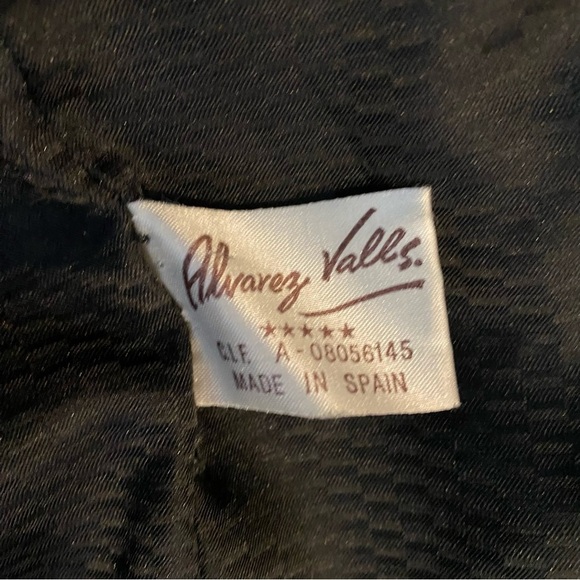 Alvarez Valls.
★★★★★
C.I.F. A-08056145
MADE IN SPAIN